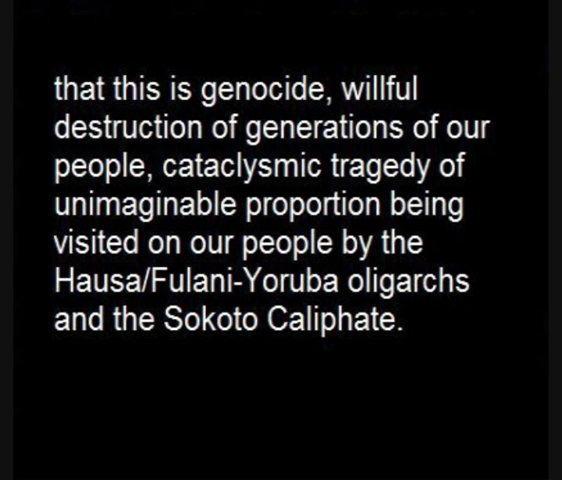 that this is genocide, willful
destruction of generations of our
people, cataclysmic tragedy of
unimaginable proportion being
visited on our people by the
Hausa/Fulani-Yoruba oligarchs
and the Sokoto Caliphate.